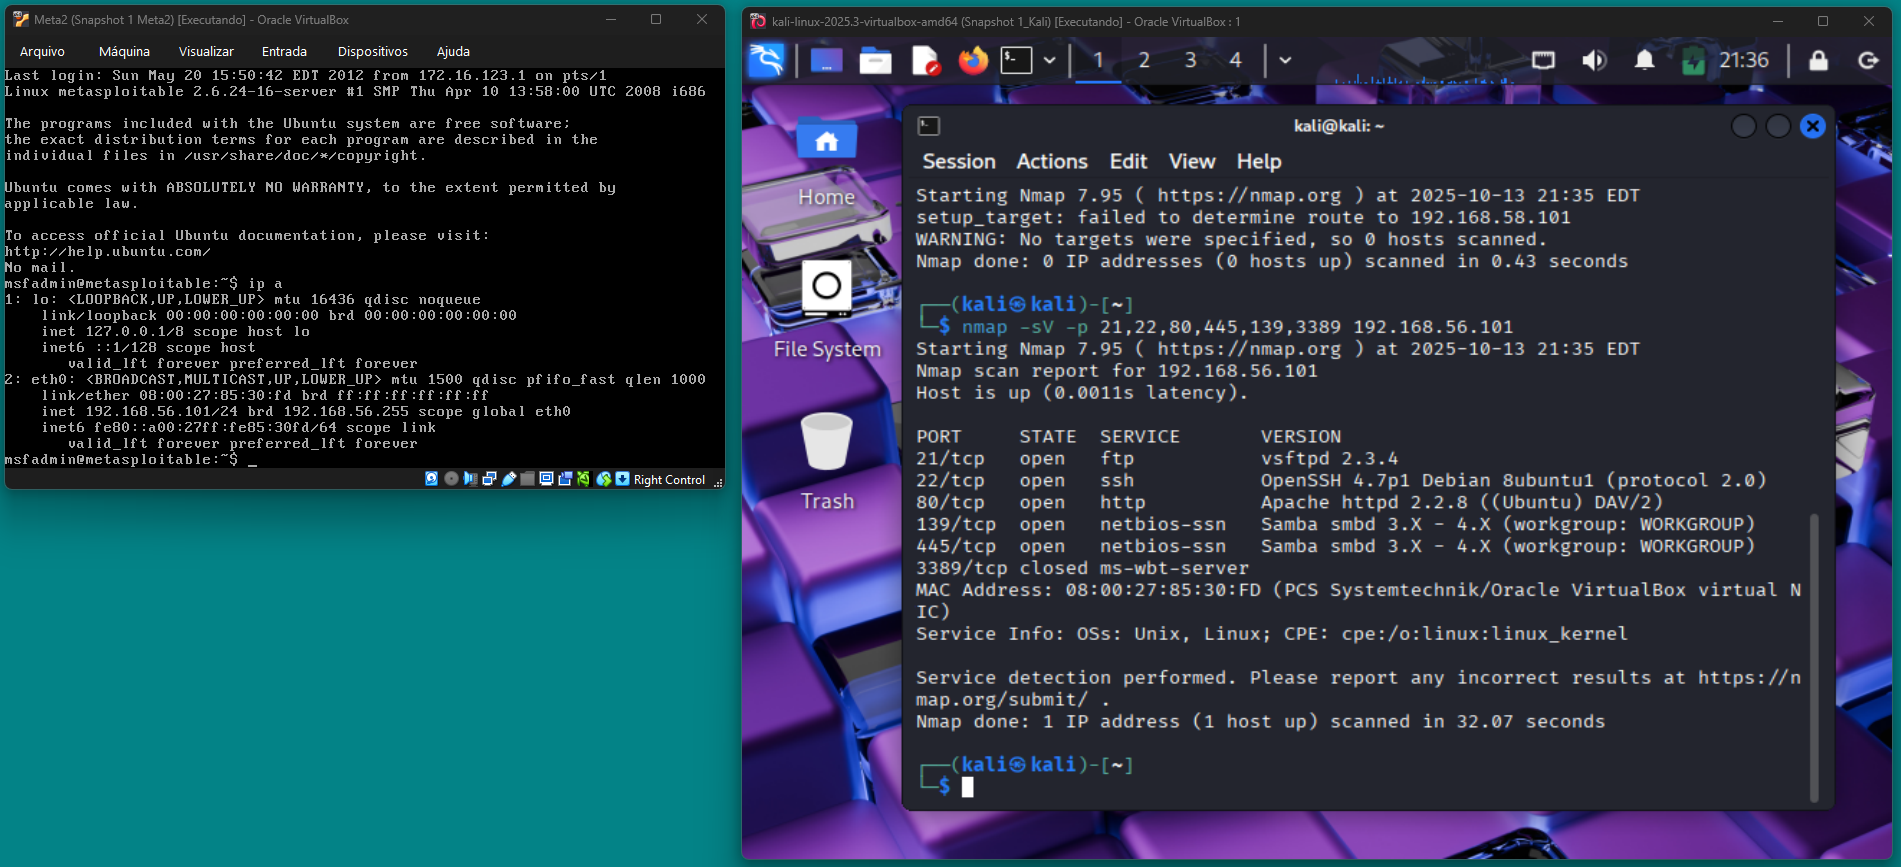 Meta2 (Snapshot 1 Meta2) [Executando] - Oracle VirtualBox
Arquivo Máquina Visualizar Entrada Dispositivos Ajuda
Last login: Sun May 20 15:50:42 EDT 2012 from 172.16.123.1 on pts/1
Linux metasploitable 2.6.24-16-server #1 SMP Thu Apr 10 13:58:00 UTC 2008 i686
The programs included with the Ubuntu system are free software;
the exact distribution terms for each program are described in the
individual files in /usr/share/doc/*/copyright.
Ubuntu comes with ABSOLUTELY NO WARRANTY, to the extent permitted by
applicable law.
To access official Ubuntu documentation, please visit:
http://help.ubuntu.com/
No mail.
msfadmin@metasploitable:~$ ip a
1: lo: <LOOPBACK,UP,LOWER_UP> mtu 16436 qdisc noqueue
link/loopback 00:00:00:00:00:00 brd 00:00:00:00:00:00
inet 127.0.0.1/8 scope host lo
inet6 ::1/128 scope host
valid_lft forever preferred_lft forever
2: eth0: <BROADCAST,MULTICAST,UP,LOWER_UP> mtu 1500 qdisc pfifo_fast qlen 1000
link/ether 08:00:27:85:30:fd brd ff:ff:ff:ff:ff:ff
inet 192.168.56.101/24 brd 192.168.56.255 scope global eth0
inet6 fe80::a00:27ff:fe85:30fd/64 scope link
valid_lft forever preferred_lft forever
msfadmin@metasploitable:~$ _
Right Control
kali-linux-2025.3-virtualbox-amd64 (Snapshot 1_Kali) [Executando] - Oracle VirtualBox : 1
1 2 3 4 21:36
Home
File System
Trash
kali@kali: ~
Session Actions Edit View Help
Starting Nmap 7.95 ( https://nmap.org ) at 2025-10-13 21:35 EDT
setup_target: failed to determine route to 192.168.58.101
WARNING: No targets were specified, so 0 hosts scanned.
Nmap done: 0 IP addresses (0 hosts up) scanned in 0.43 seconds
┌──(kali㉿kali)-[~]
└─$ nmap -sV -p 21,22,80,445,139,3389 192.168.56.101
Starting Nmap 7.95 ( https://nmap.org ) at 2025-10-13 21:35 EDT
Nmap scan report for 192.168.56.101
Host is up (0.0011s latency).
PORT STATE SERVICE VERSION
21/tcp open ftp vsftpd 2.3.4
22/tcp open ssh OpenSSH 4.7p1 Debian 8ubuntu1 (protocol 2.0)
80/tcp open http Apache httpd 2.2.8 ((Ubuntu) DAV/2)
139/tcp open netbios-ssn Samba smbd 3.X - 4.X (workgroup: WORKGROUP)
445/tcp open netbios-ssn Samba smbd 3.X - 4.X (workgroup: WORKGROUP)
3389/tcp closed ms-wbt-server
MAC Address: 08:00:27:85:30:FD (PCS Systemtechnik/Oracle VirtualBox virtual N
IC)
Service Info: OSs: Unix, Linux; CPE: cpe:/o:linux:linux_kernel
Service detection performed. Please report any incorrect results at https://n
map.org/submit/ .
Nmap done: 1 IP address (1 host up) scanned in 32.07 seconds
┌──(kali㉿kali)-[~]
└─$